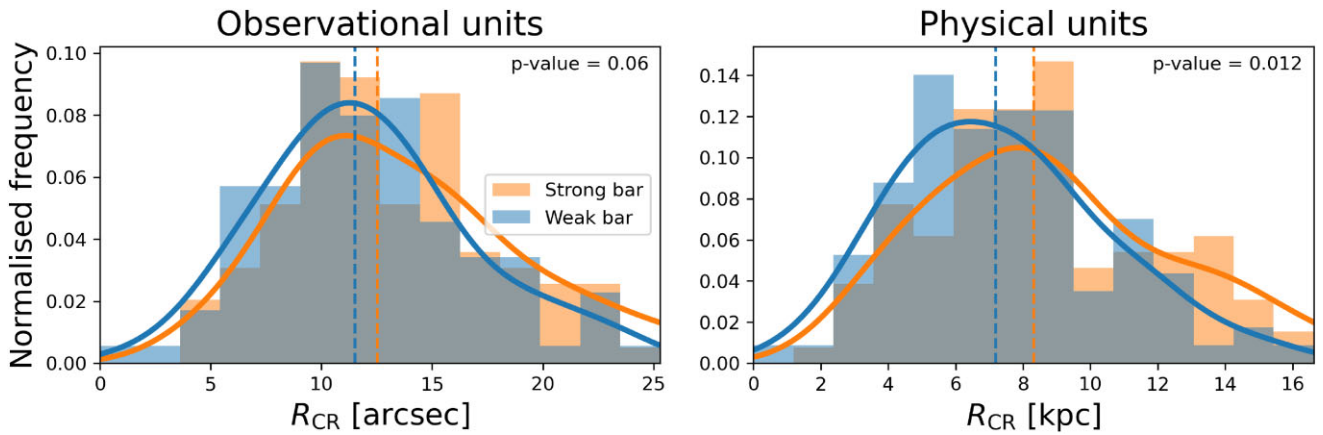 Observational units
Normalised frequency
0.10
0.08
0.06
0.04
0.02
0.00
p-value = 0.06
Strong bar
Weak bar
0 5 10 15 20 25
R_CR [arcsec]
Physical units
0.14
0.12
0.10
0.08
0.06
0.04
0.02
0.00
p-value = 0.012
0 2 4 6 8 10 12 14 16
R_CR [kpc]